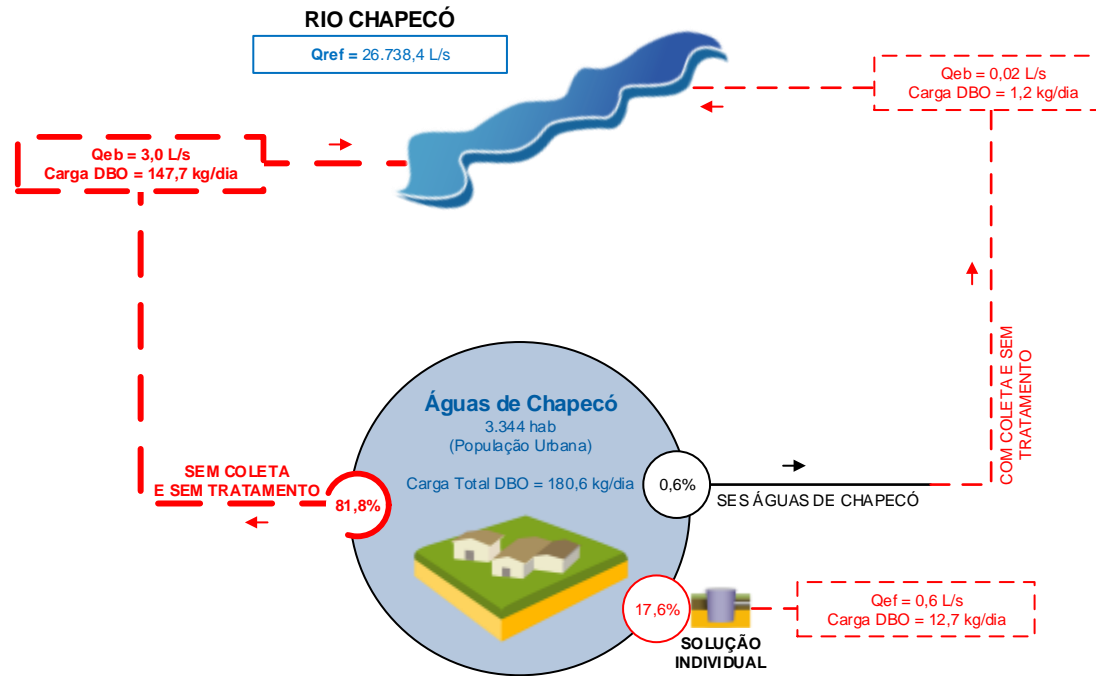 RIO CHAPECÓ
Qref = 26.738,4 L/s
Qeb = 0,02 L/s
Carga DBO = 1,2 kg/dia
Qeb = 3,0 L/s
Carga DBO = 147,7 kg/dia
Águas de Chapecó
3.344 hab
(População Urbana)
Carga Total DBO = 180,6 kg/dia
SEM COLETA
E SEM TRATAMENTO
81,8%
0,6%
SES ÁGUAS DE CHAPECÓ
COM COLETA E SEM
TRATAMENTO
17,6%
SOLUÇÃO
INDIVIDUAL
Qef = 0,6 L/s
Carga DBO = 12,7 kg/dia